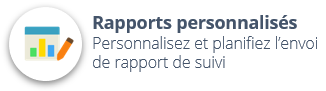 Rapports personnalisés
Personnalisez et planifiez l’envoi
de rapport de suivi